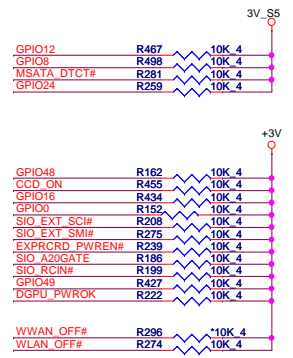 3V_S5
GPIO12 R467 10K_4
GPIO8 R498 10K_4
MSATA_DTCT# R281 10K_4
GPIO24 R259 10K_4
+3V
GPIO48 R162 10K_4
CCD_ON R455 10K_4
GPIO16 R434 10K_4
GPIO0 R152 10K_4
SIO_EXT_SCI# R208 10K_4
SIO_EXT_SMI# R275 10K_4
EXPRCRD_PWREN# R239 10K_4
SIO_A20GATE R186 10K_4
SIO_RCIN# R199 10K_4
GPIO49 R427 10K_4
DGPU_PWROK R222 10K_4
WWAN_OFF# R296 *10K_4
WLAN_OFF# R274 10K_4